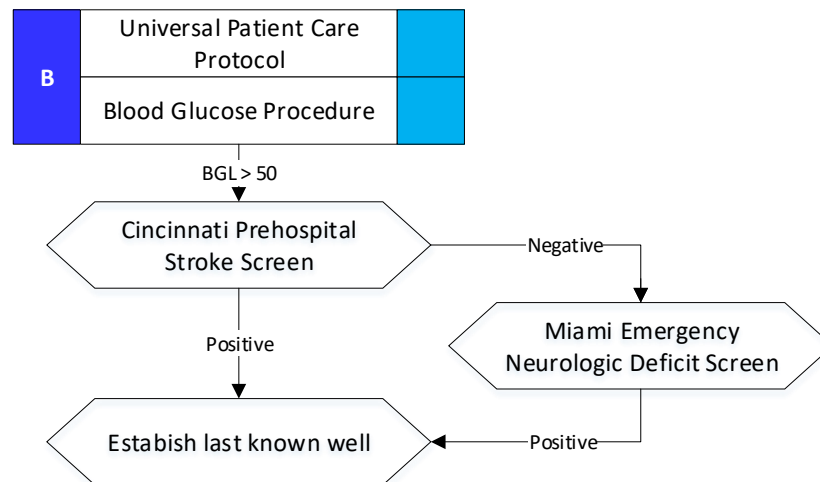 Universal Patient Care
Protocol
B
Blood Glucose Procedure
BGL > 50
Cincinnati Prehospital
Stroke Screen
Negative
Miami Emergency
Neurologic Deficit Screen
Positive
Estabish last known well
Positive